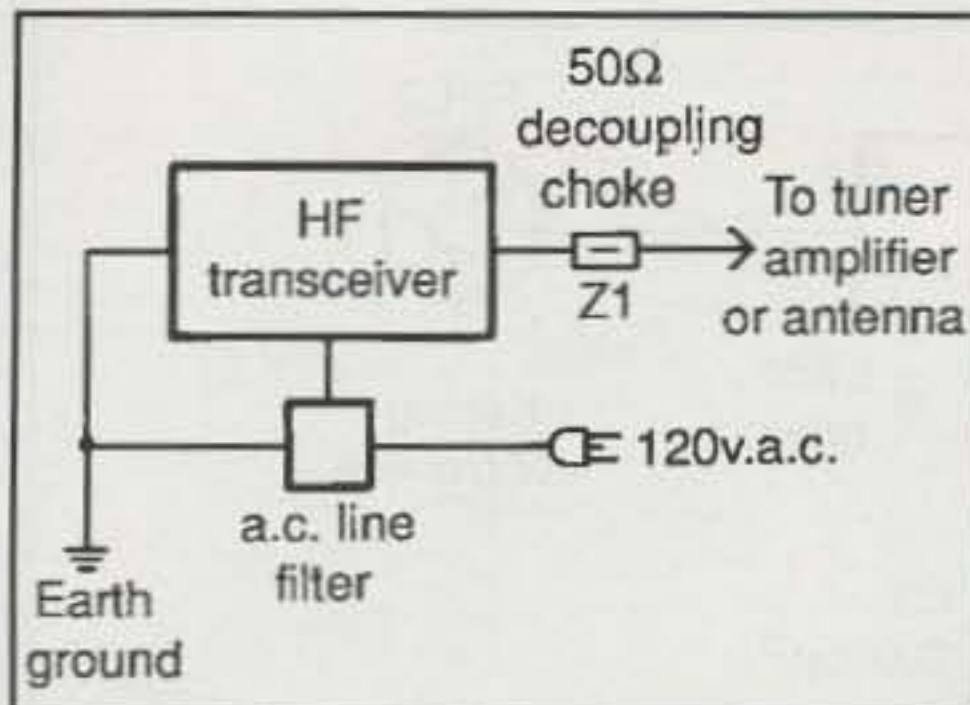 50Ω
decoupling
choke
HF
transceiver
Z1
To tuner
amplifier
or antenna
120v.a.c.
a.c. line
filter
Earth
ground